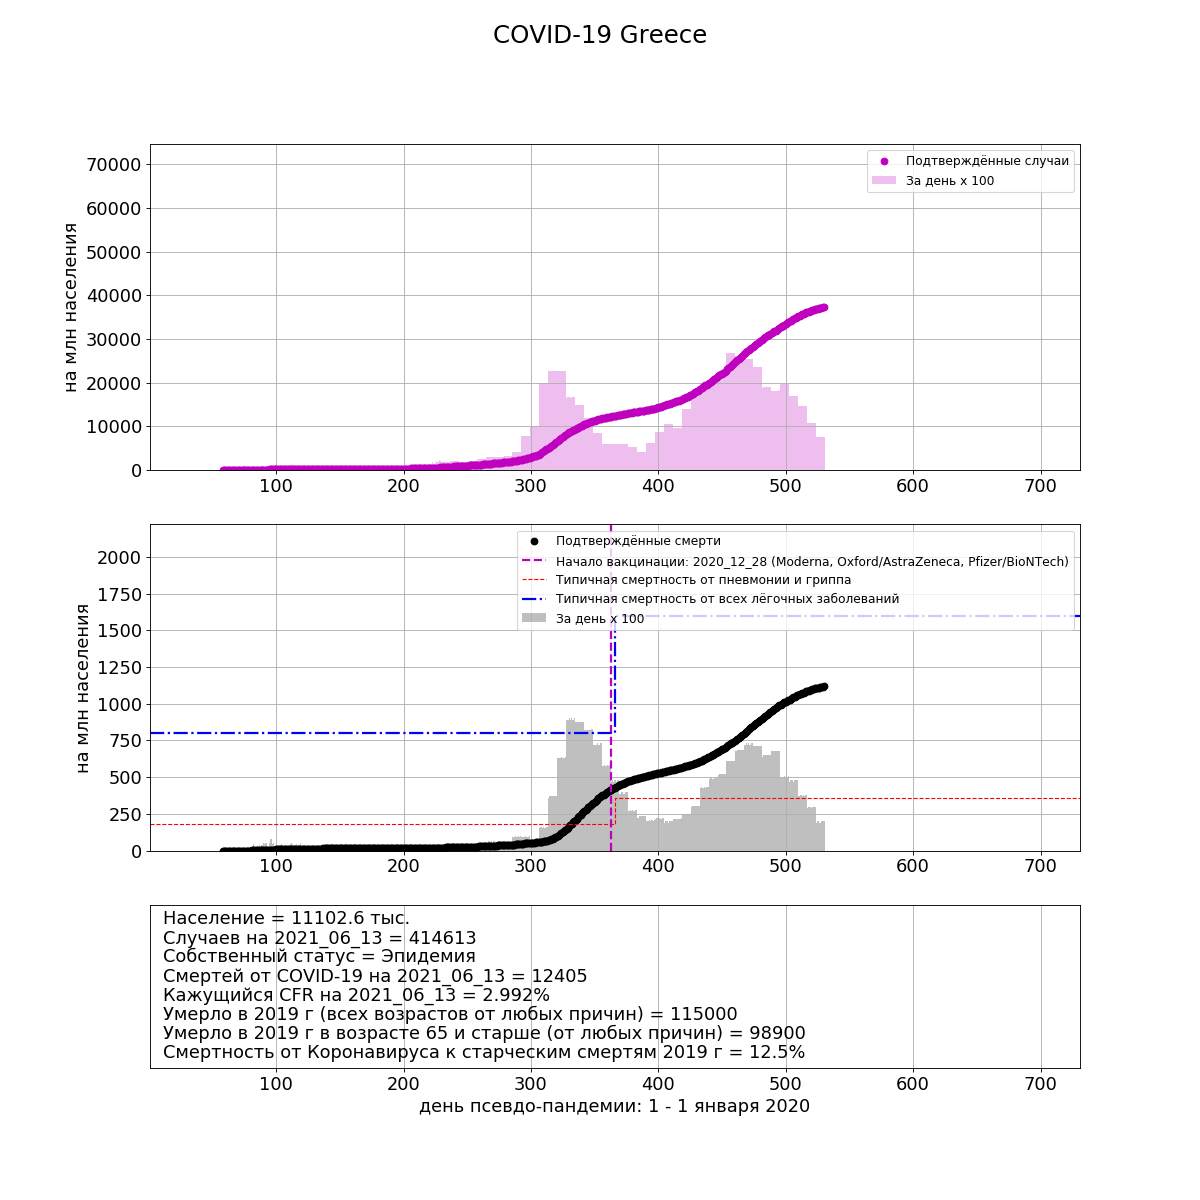 COVID-19 Greece
70000
60000
50000
40000
30000
20000
10000
0
на млн населения
Подтверждённые случаи
За день x 100
100 200 300 400 500 600 700
2000
1750
1500
1250
1000
750
500
250
0
на млн населения
Подтверждённые смерти
Начало вакцинации: 2020_12_28 (Moderna, Oxford/AstraZeneca, Pfizer/BioNTech)
Типичная смертность от пневмонии и гриппа
Типичная смертность от всех лёгочных заболеваний
За день x 100
100 200 300 400 500 600 700
Население = 11102.6 тыс.
Случаев на 2021_06_13 = 414613
Собственный статус = Эпидемия
Смертей от COVID-19 на 2021_06_13 = 12405
Кажущийся CFR на 2021_06_13 = 2.992%
Умерло в 2019 г (всех возрастов от любых причин) = 115000
Умерло в 2019 г в возрасте 65 и старше (от любых причин) = 98900
Смертность от Коронавируса к старческим смертям 2019 г = 12.5%
100 200 300 400 500 600 700
день псевдо-пандемии: 1 - 1 января 2020